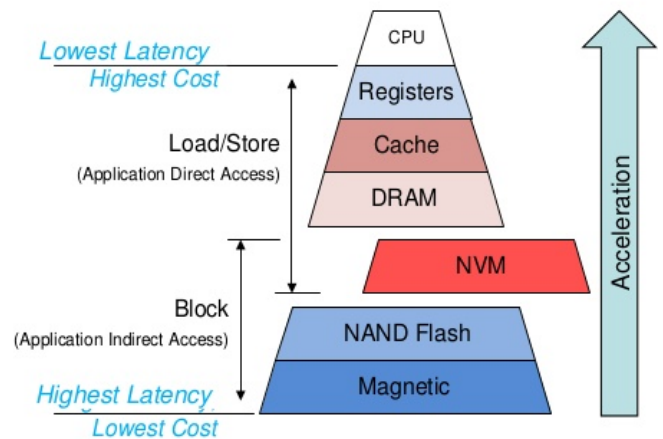 CPU
Lowest Latency
Highest Cost
Registers
Load/Store
(Application Direct Access)
Cache
DRAM
NVM
Block
(Application Indirect Access)
NAND Flash
Magnetic
Highest Latency
Lowest Cost
Acceleration